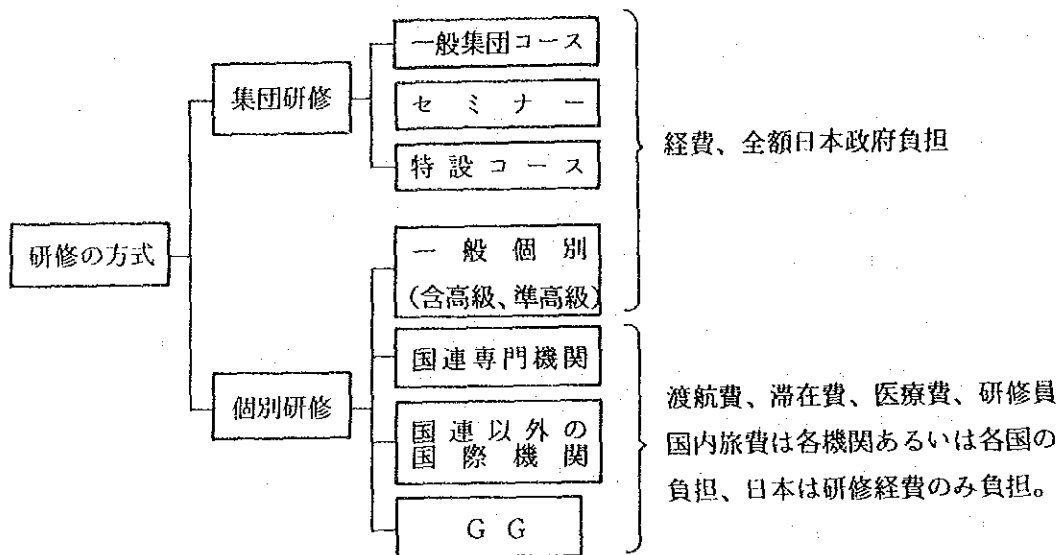 研修の方式
集団研修
一般集団コース
セミナー
特設コース
経費、全額日本政府負担
個別研修
一般個別
(含高級、準高級)
国連専門機関
国連以外の
国際機関
GG
渡航費、滞在費、医療費、研修員
国内旅費は各機関あるいは各国の
負担、日本は研修経費のみ負担。